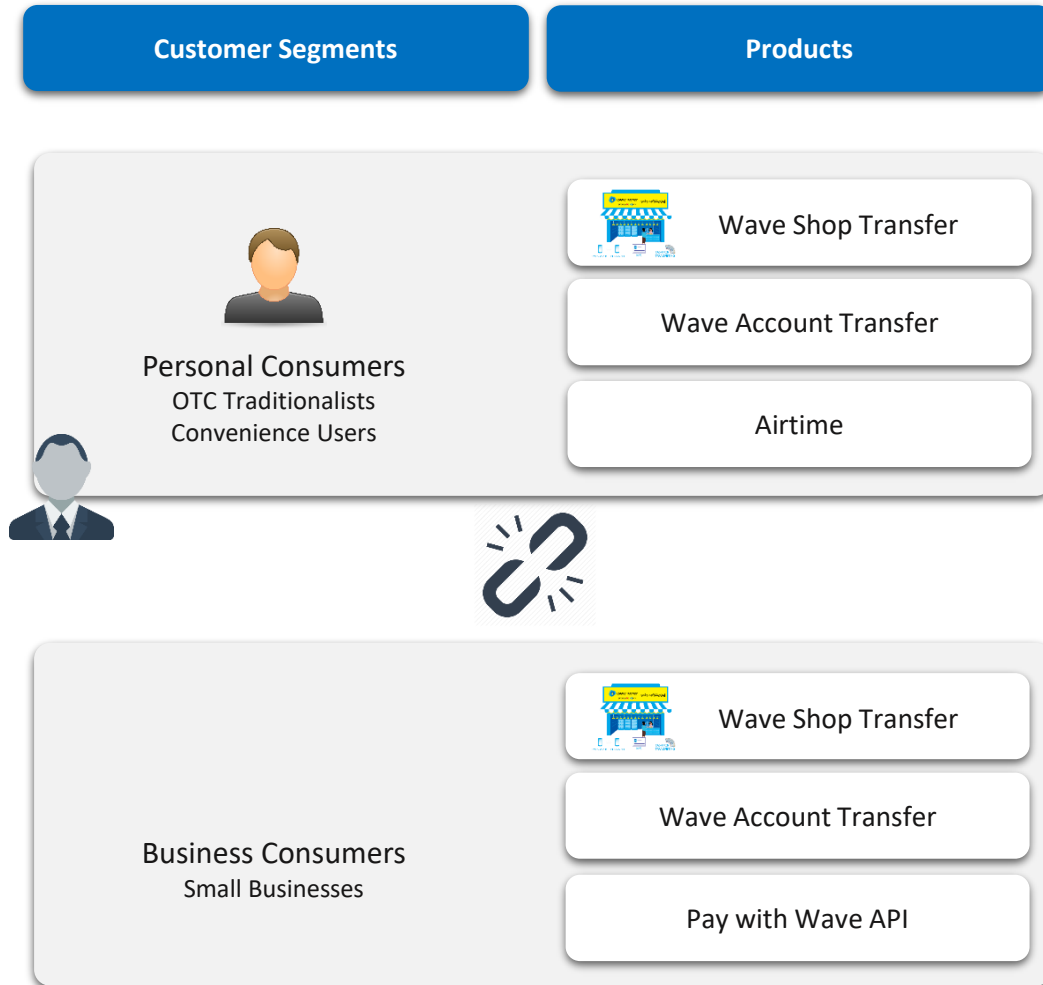 Customer Segments
Products
Wave Shop Transfer
Wave Account Transfer
Airtime
Personal Consumers
OTC Traditionalists
Convenience Users
Wave Shop Transfer
Wave Account Transfer
Pay with Wave API
Business Consumers
Small Businesses